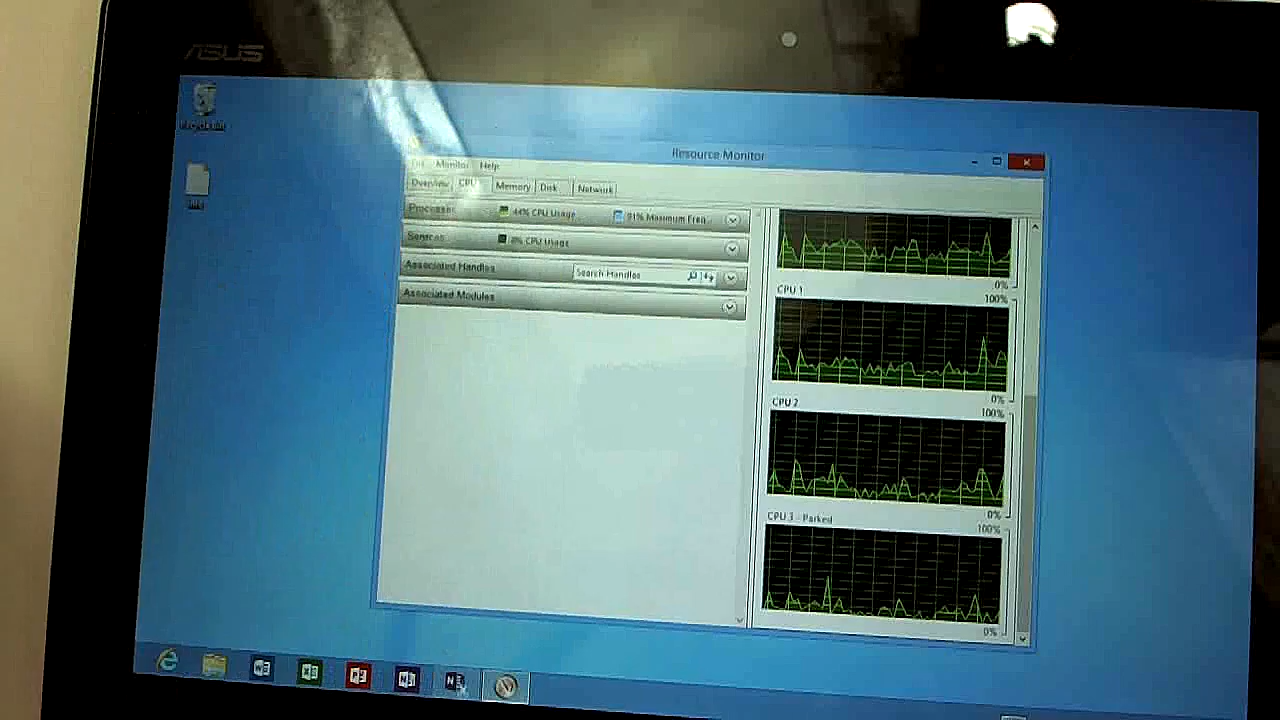 ASUS
Resource Monitor
File Monitor Help
Overview CPU Memory Disk Network
Processes 44% CPU Usage 91% Maximum Freq...
Services 0% CPU Usage
Associated Handles Search Handles
Associated Modules
0%
CPU 1 100%
0%
CPU 2 100%
0%
CPU 3 - Parked 100%
0%